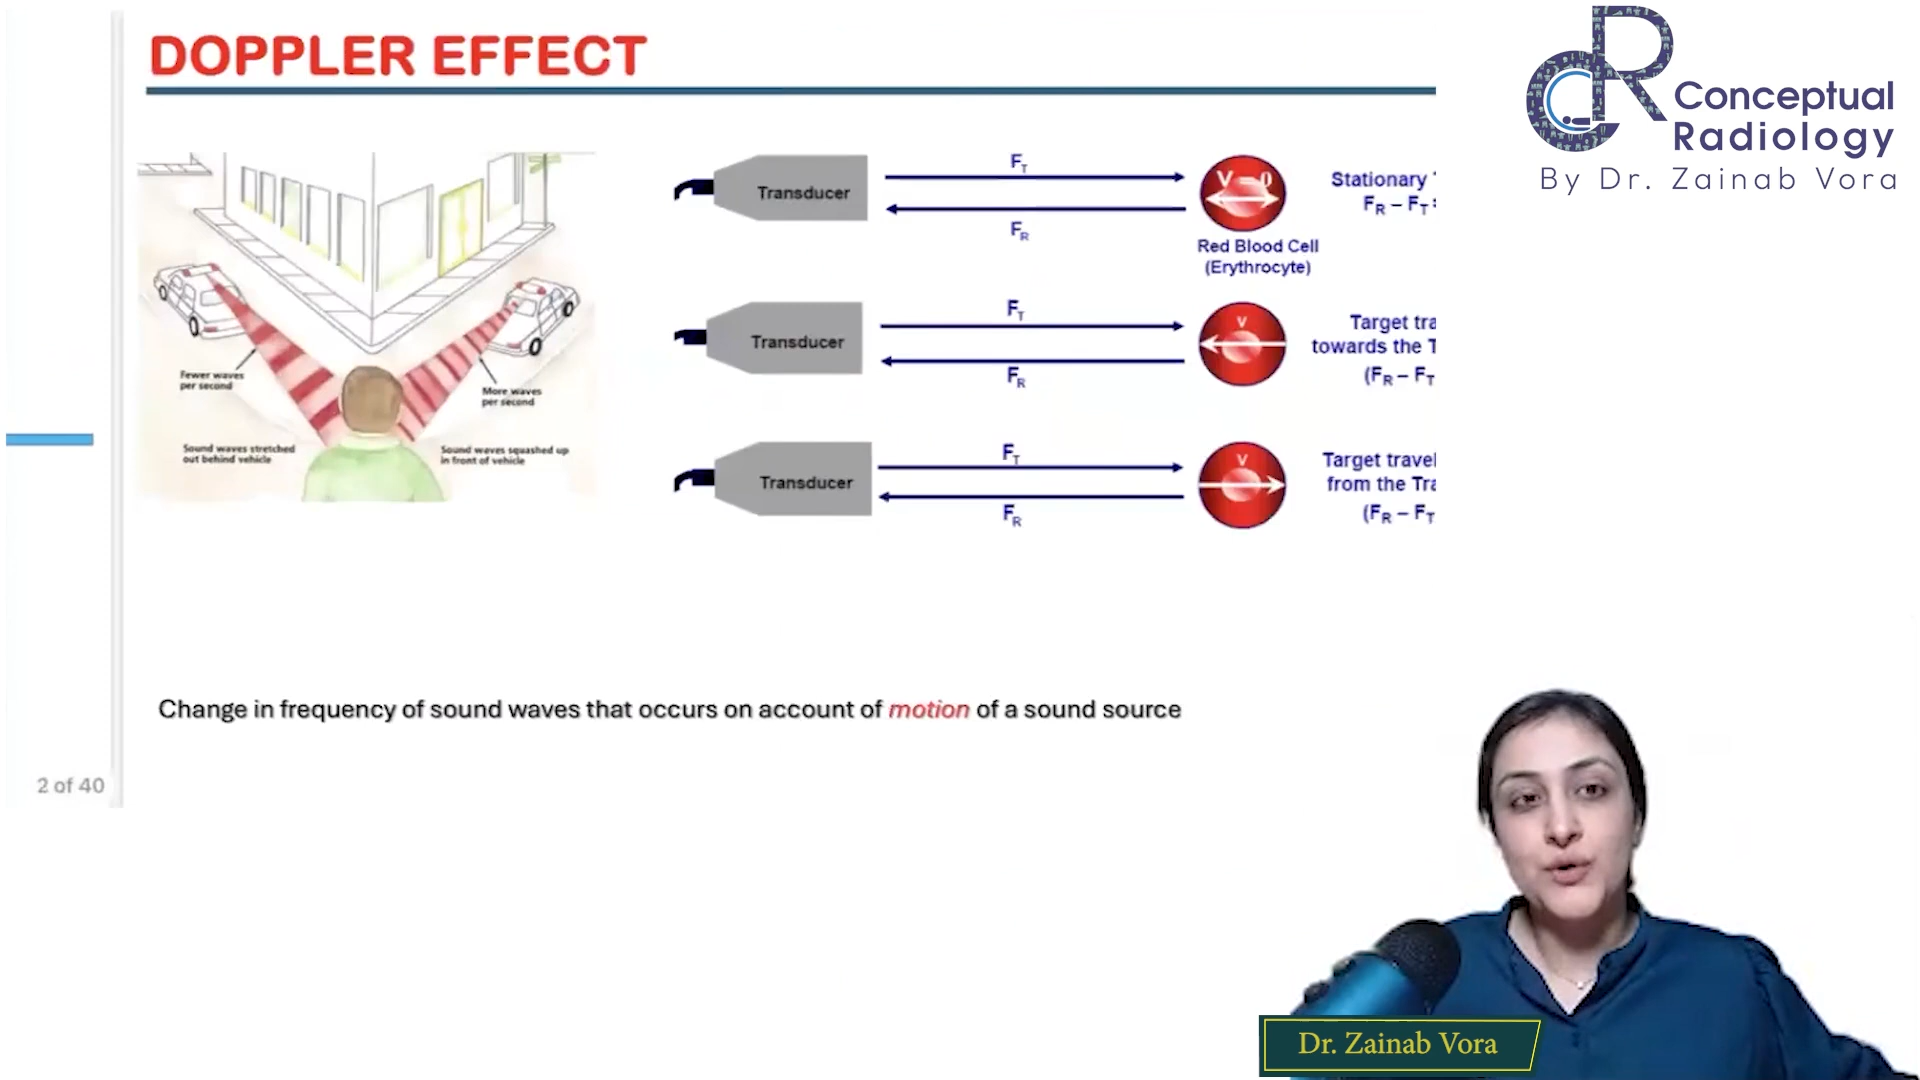 DOPPLER EFFECT
Conceptual
Radiology
By Dr. Zainab Vora
Fewer waves
per second
More waves
per second
Sound waves stretched
out behind vehicle
Sound waves squashed up
in front of vehicle
Transducer
FT
FR
V = 0
Red Blood Cell
(Erythrocyte)
Stationary
FR – FT
Transducer
FT
FR
V
Target tra
towards the T
(FR – FT
Transducer
FT
FR
V
Target travel
from the Tra
(FR – FT
Change in frequency of sound waves that occurs on account of motion of a sound source
2 of 40
Dr. Zainab Vora